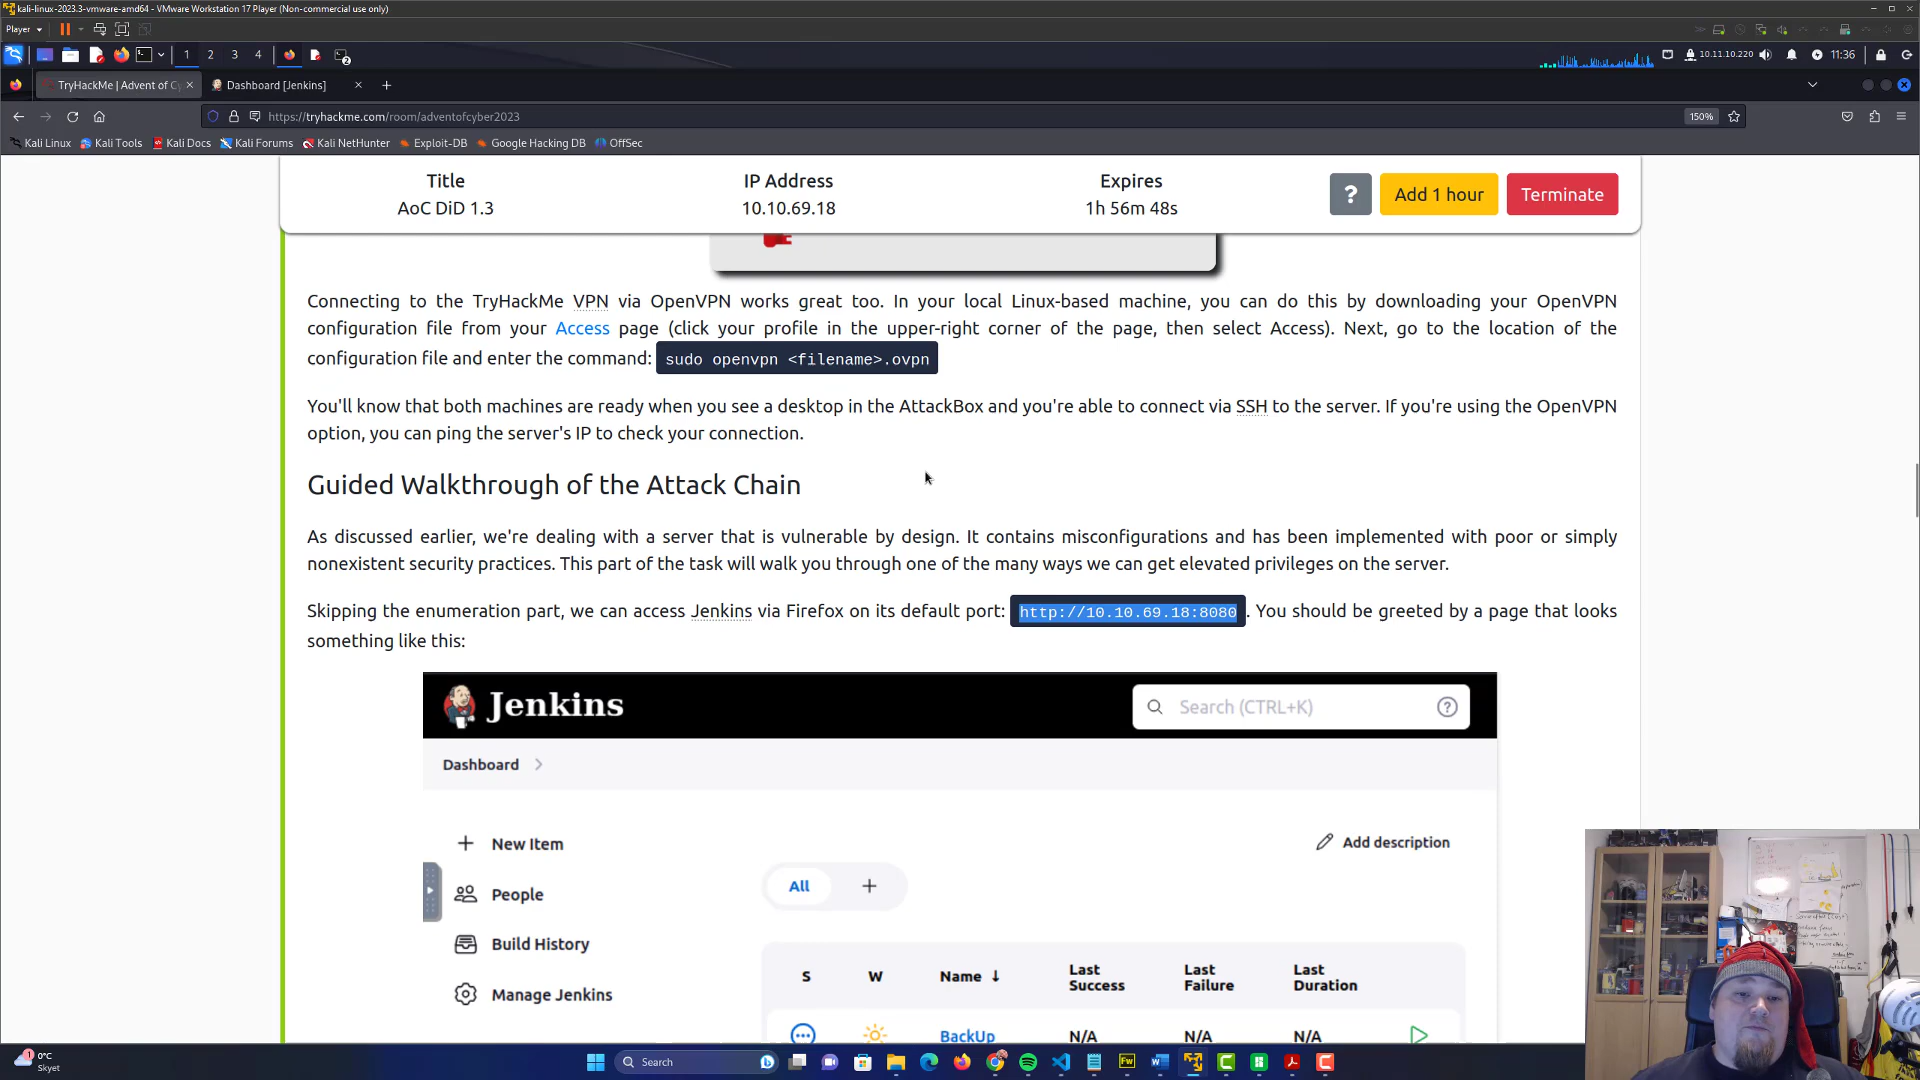 kali-linux-2023.3-vmware-amd64 - VMware Workstation 17 Player (Non-commercial use only)
Player
1 2 3 4 2 10.11.10.220 11:36
TryHackMe | Advent of Cy Dashboard [Jenkins]
https://tryhackme.com/room/adventofcyber2023 150%
Kali Linux Kali Tools Kali Docs Kali Forums Kali NetHunter Exploit-DB Google Hacking DB OffSec
Title IP Address Expires
AoC DiD 1.3 10.10.69.18 1h 56m 48s ? Add 1 hour Terminate
Connecting to the TryHackMe VPN via OpenVPN works great too. In your local Linux-based machine, you can do this by downloading your OpenVPN
configuration file from your Access page (click your profile in the upper-right corner of the page, then select Access). Next, go to the location of the
configuration file and enter the command: sudo openvpn <filename>.ovpn
You'll know that both machines are ready when you see a desktop in the AttackBox and you're able to connect via SSH to the server. If you're using the OpenVPN
option, you can ping the server's IP to check your connection.
Guided Walkthrough of the Attack Chain
As discussed earlier, we're dealing with a server that is vulnerable by design. It contains misconfigurations and has been implemented with poor or simply
nonexistent security practices. This part of the task will walk you through one of the many ways we can get elevated privileges on the server.
Skipping the enumeration part, we can access Jenkins via Firefox on its default port: http://10.10.69.18:8080 . You should be greeted by a page that looks
something like this:
Jenkins Search (CTRL+K) ?
Dashboard
New Item Add description
All +
People
Build History
S W Name ↓ Last Success Last Failure Last Duration
Manage Jenkins
BackUp N/A N/A N/A
1 0°C
Skyet
Search